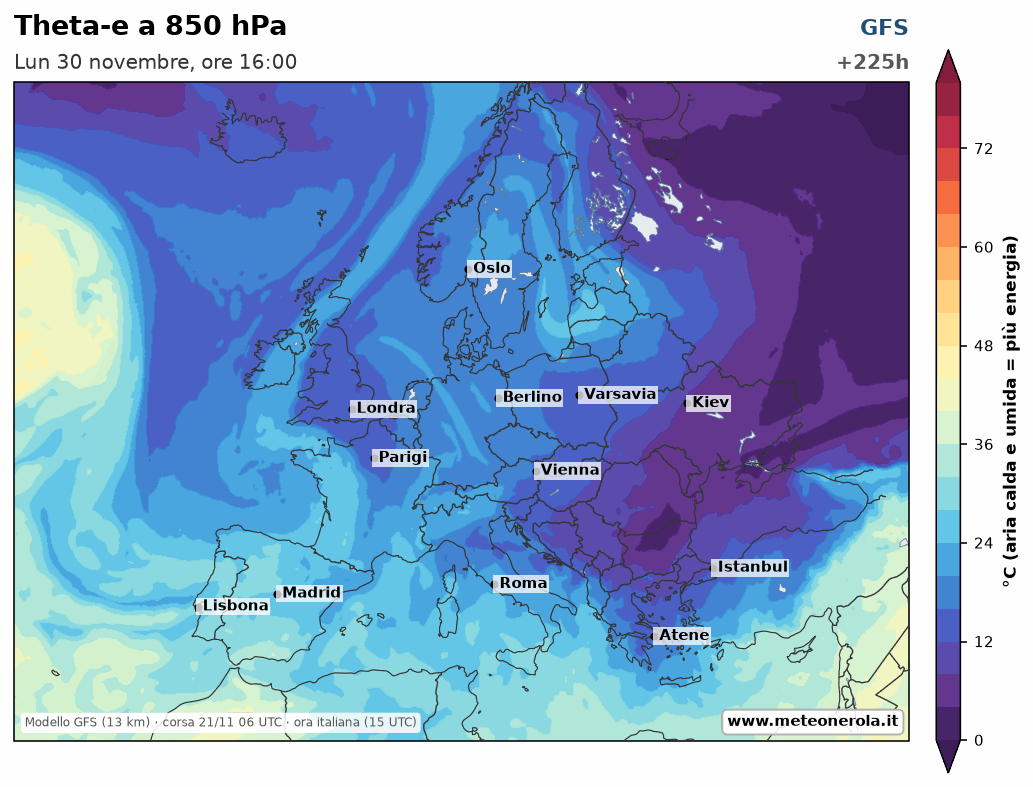 Theta-e a 850 hPa
GFS
Lun 30 novembre, ore 16:00
+225h
72
60
48
36
24
12
0
°C (aria calda e umida = più energia)
Oslo
Berlino
Varsavia
Kiev
Londra
Parigi
Vienna
Istanbul
Roma
Madrid
Lisbona
Atene
Modello GFS (13 km) · corsa 21/11 06 UTC · ora italiana (15 UTC)
www.meteonerola.it